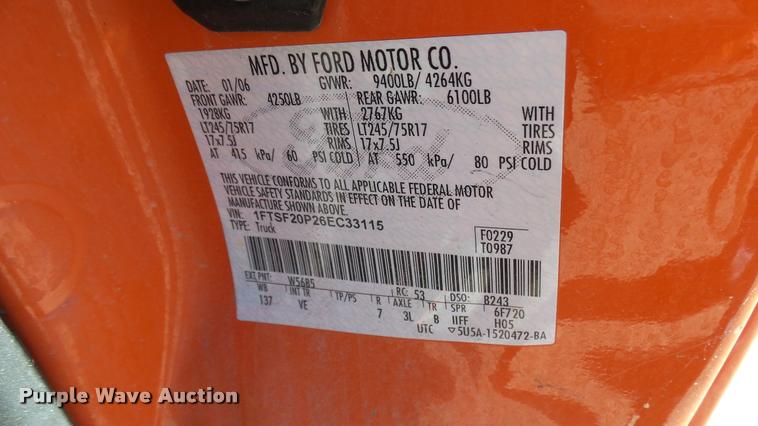 MFD. BY FORD MOTOR CO.
DATE: 01/06 GVWR: 9400LB/ 4264KG
FRONT GAWR: 4250LB REAR GAWR: 6100LB
1928KG WITH 2767KG WITH
LT245/75R17 TIRES LT245/75R17 TIRES
17x7.5J RIMS 17x7.5J RIMS
AT 415 kPa/ 60 PSI COLD AT 550 kPa/ 80 PSI COLD
THIS VEHICLE CONFORMS TO ALL APPLICABLE FEDERAL MOTOR
VEHICLE SAFETY STANDARDS IN EFFECT ON THE DATE OF
MANUFACTURE SHOWN ABOVE.
VIN: 1FTSF20P26EC33115 F0229
TYPE: Truck T0987
EXT PNT: W5685 RC: 53 DSO: B243
WB INT TR TP/PS R AXLE TR SPR 6F720
137 VE 7 3L B IIFF H05
UTC ▽5U5A-1520472-BA
Ford
Purple Wave Auction